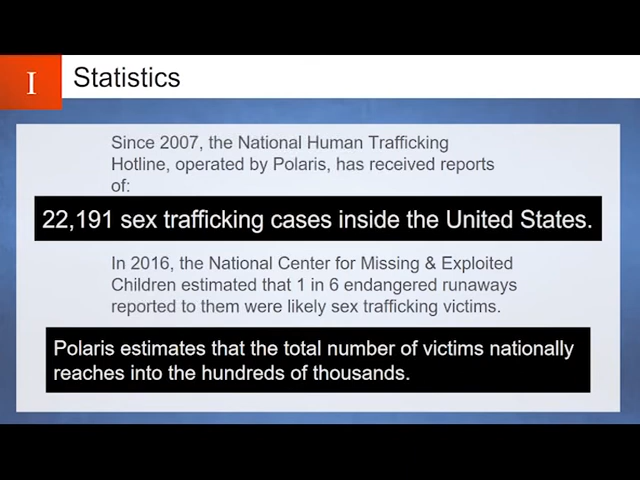 I
Statistics
Since 2007, the National Human Trafficking
Hotline, operated by Polaris, has received reports
of:
22,191 sex trafficking cases inside the United States.
In 2016, the National Center for Missing & Exploited
Children estimated that 1 in 6 endangered runaways
reported to them were likely sex trafficking victims.
Polaris estimates that the total number of victims nationally
reaches into the hundreds of thousands.